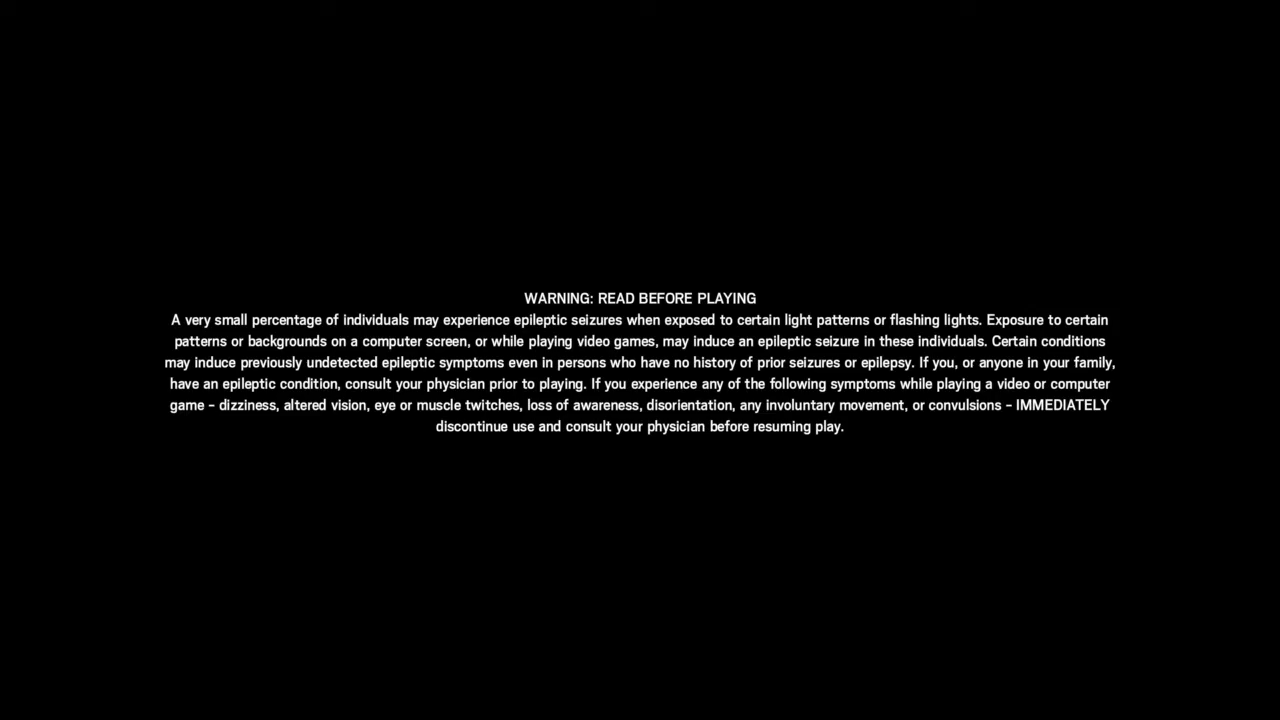 WARNING: READ BEFORE PLAYING
A very small percentage of individuals may experience epileptic seizures when exposed to certain light patterns or flashing lights. Exposure to certain
patterns or backgrounds on a computer screen, or while playing video games, may induce an epileptic seizure in these individuals. Certain conditions
may induce previously undetected epileptic symptoms even in persons who have no history of prior seizures or epilepsy. If you, or anyone in your family,
have an epileptic condition, consult your physician prior to playing. If you experience any of the following symptoms while playing a video or computer
game - dizziness, altered vision, eye or muscle twitches, loss of awareness, disorientation, any involuntary movement, or convulsions - IMMEDIATELY
discontinue use and consult your physician before resuming play.